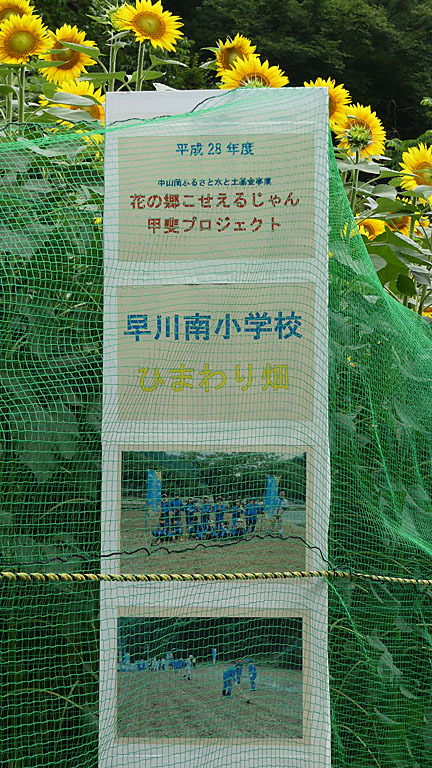 平成28年度
中山間ふるさと水と土基金事業
花の郷こせえるじゃん
甲斐プロジェクト
早川南小学校
ひまわり畑